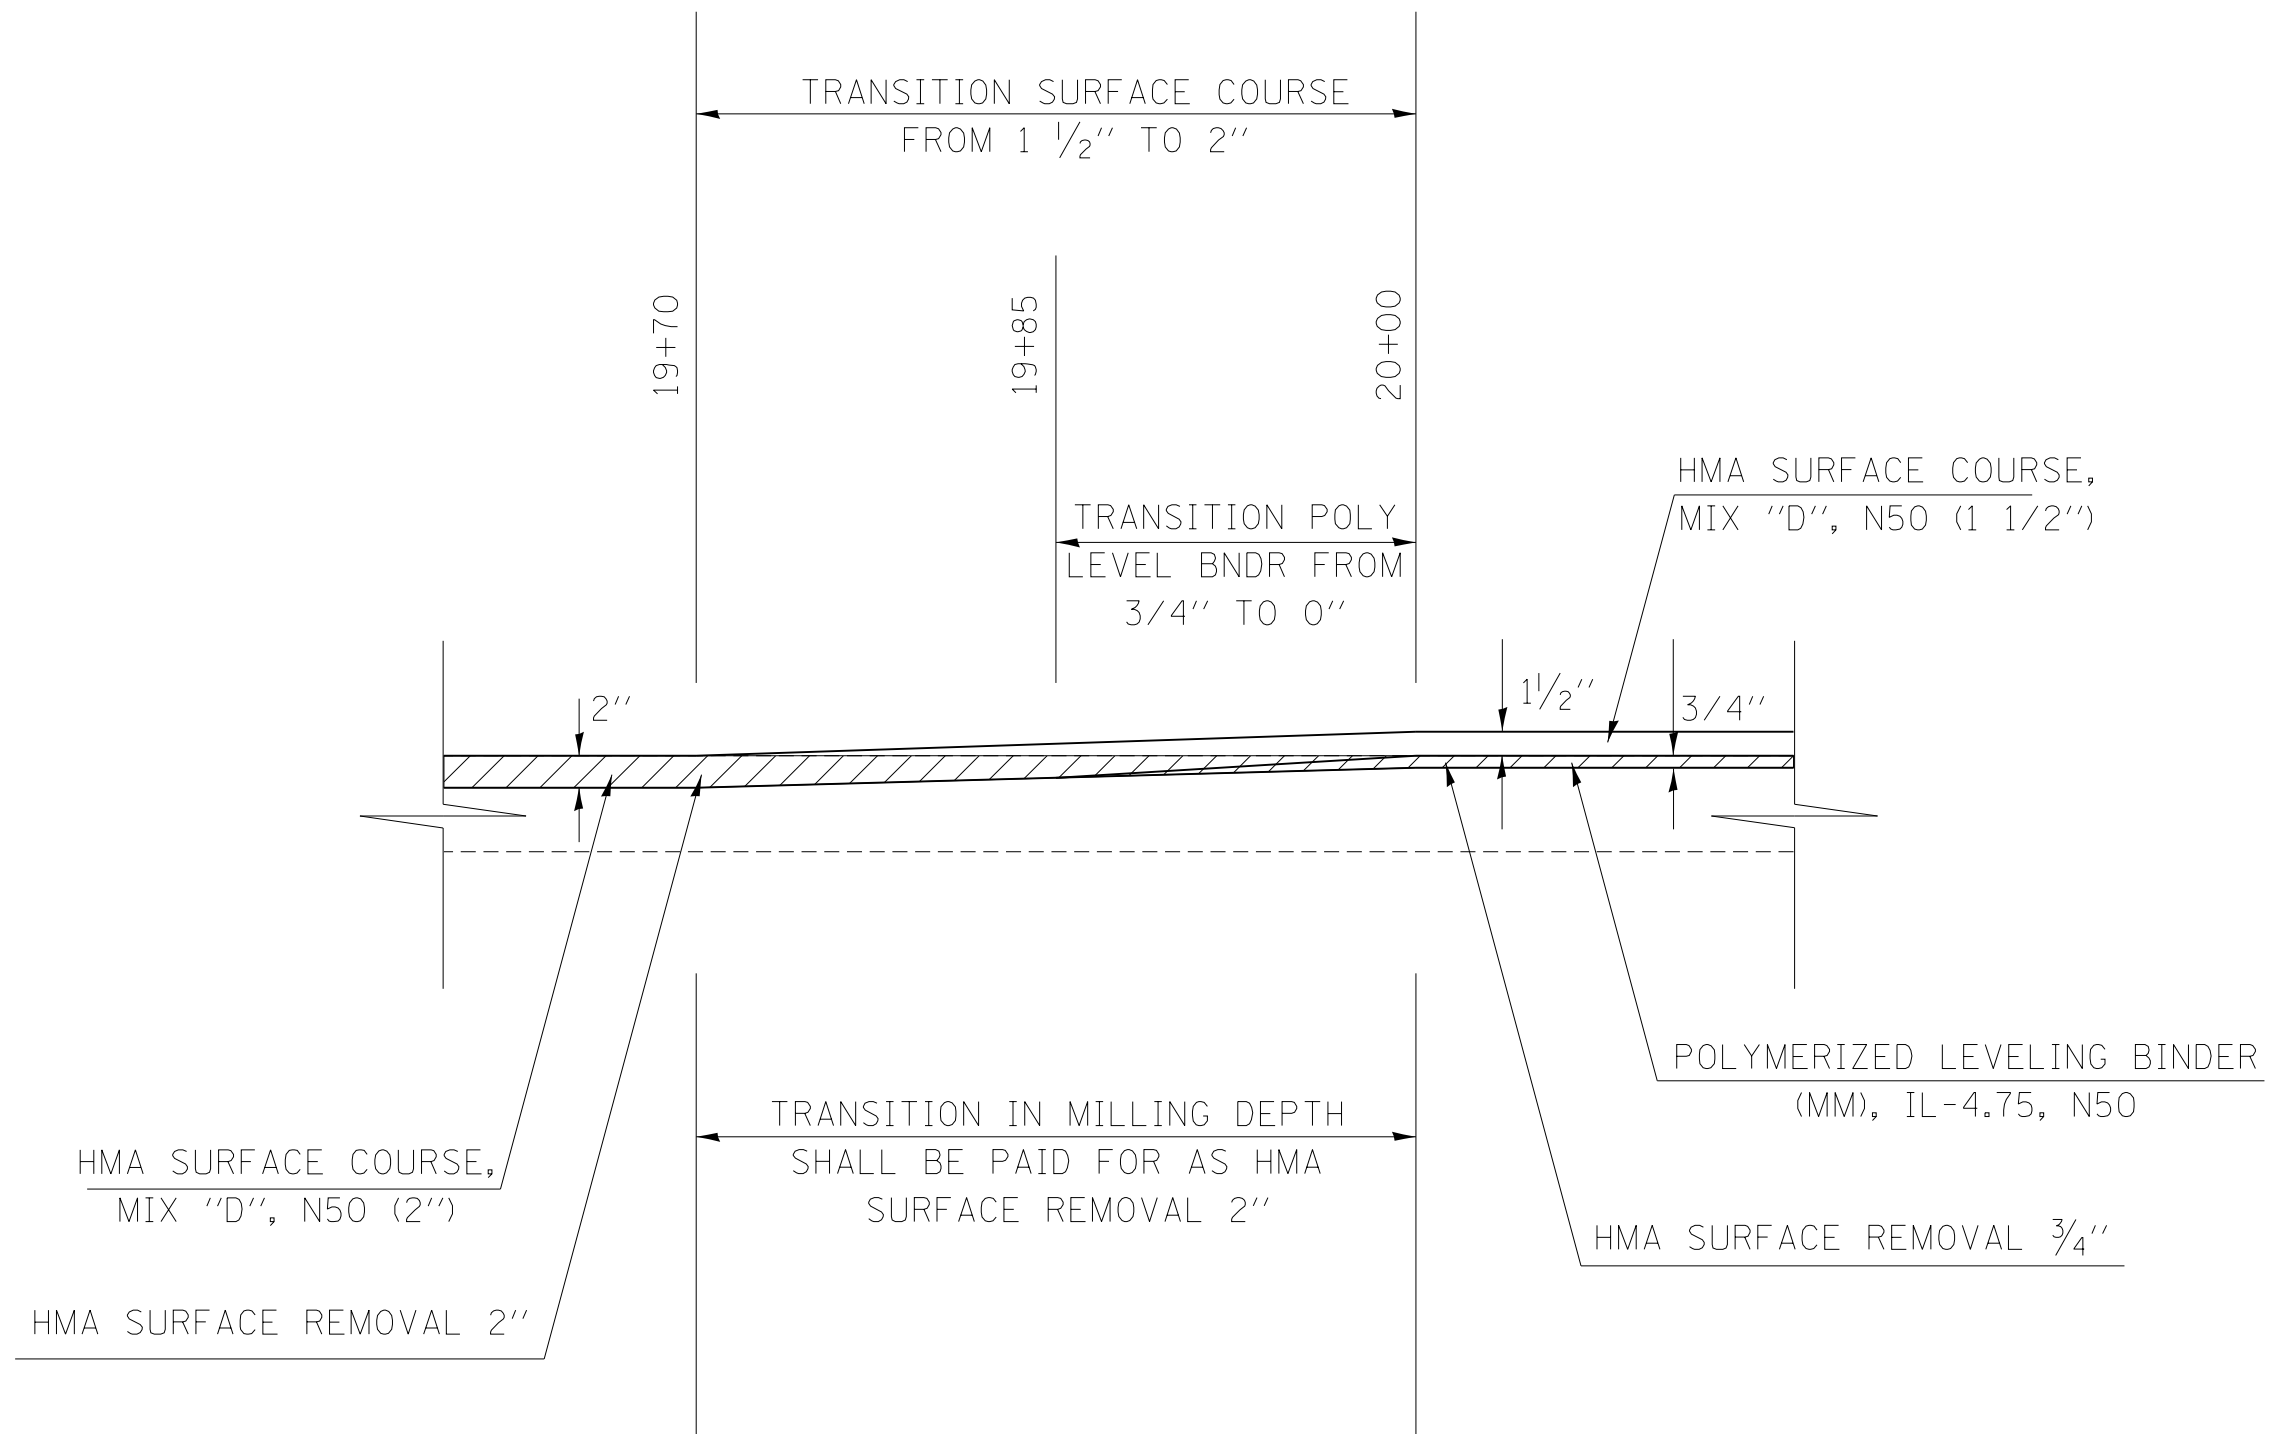 TRANSITION SURFACE COURSE
FROM 1 1/2" TO 2"
19+70
19+85
20+00
HMA SURFACE COURSE,
MIX "D", N50 (1 1/2")
TRANSITION POLY
LEVEL BNDR FROM
3/4" TO 0"
2"
1 1/2"
3/4"
POLYMERIZED LEVELING BINDER
(MM), IL-4.75, N50
TRANSITION IN MILLING DEPTH
SHALL BE PAID FOR AS HMA
SURFACE REMOVAL 2"
HMA SURFACE COURSE,
MIX "D", N50 (2")
HMA SURFACE REMOVAL 3/4"
HMA SURFACE REMOVAL 2"